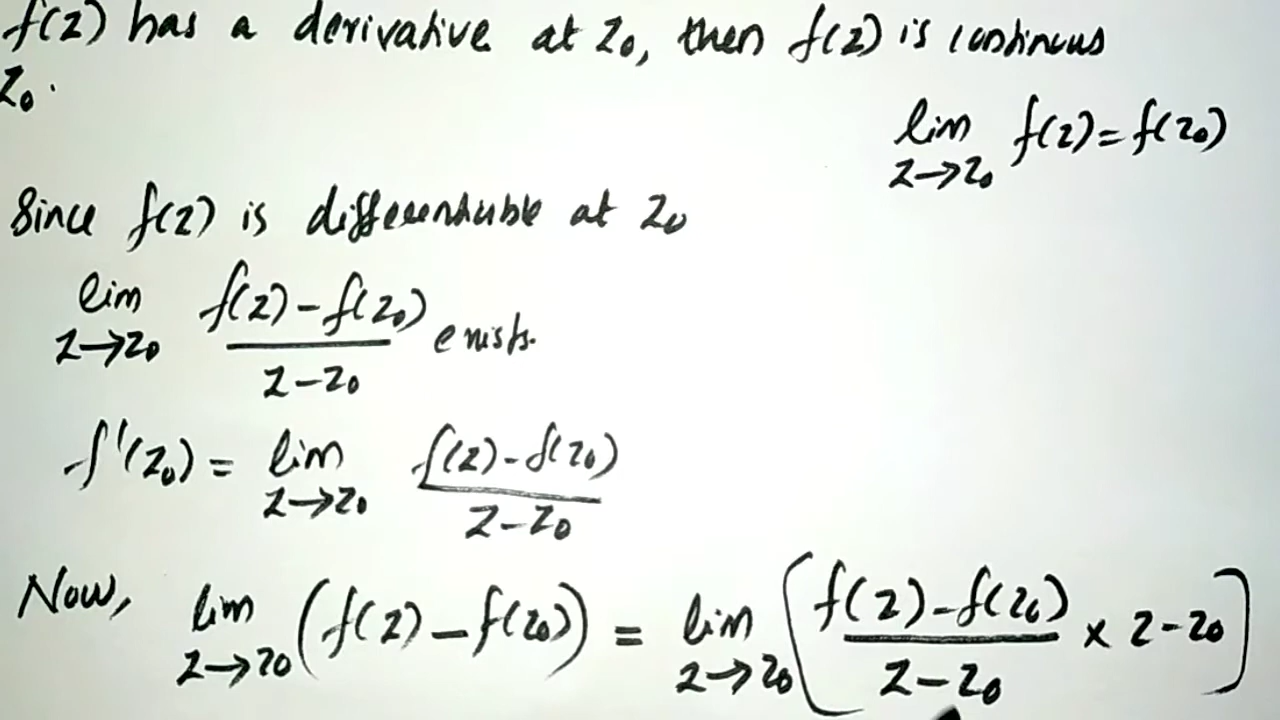 f(z) has a derivative at z₀, then f(z) is continuous
z₀.
lim z→z₀ f(z) = f(z₀)
Since f(z) is differentiable at z₀
lim z→z₀ (f(z) − f(z₀)) / (z − z₀) exists.
f'(z₀) = lim z→z₀ (f(z) − f(z₀)) / (z − z₀)
Now, lim z→z₀ (f(z) − f(z₀)) = lim z→z₀ [(f(z) − f(z₀)) / (z − z₀) × z − z₀]